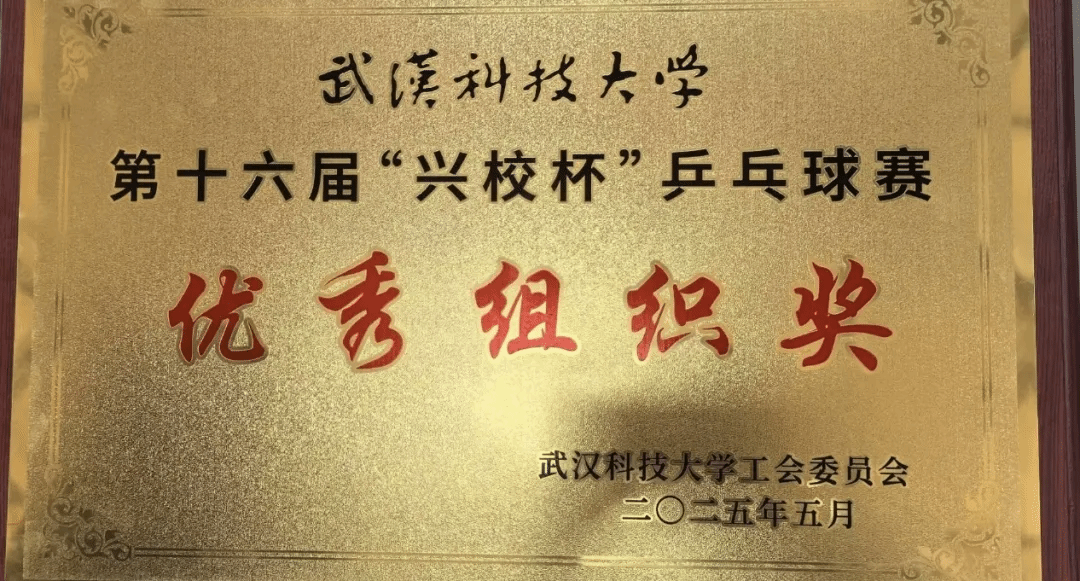 武漢科技大学
第十六届“兴校杯”乒乓球赛
优秀组织奖
武汉科技大学工会委员会
二〇二五年五月